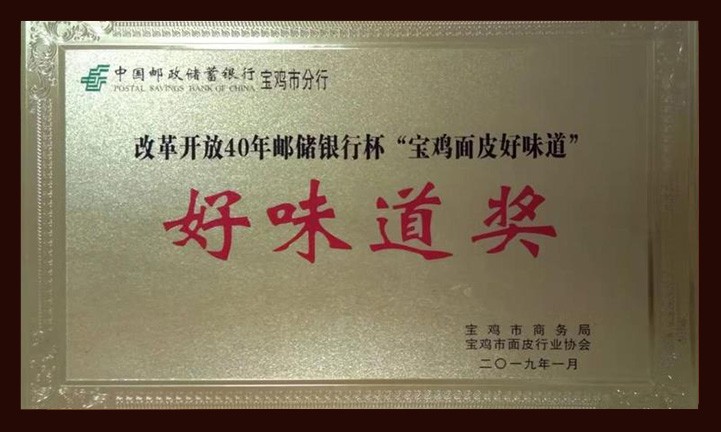 中国邮政储蓄银行 宝鸡市分行
POSTAL SAVINGS BANK OF CHINA
改革开放40年邮储银行杯“宝鸡面皮好味道”
好味道奖
宝鸡市商务局
宝鸡市面皮行业协会
二〇一九年一月